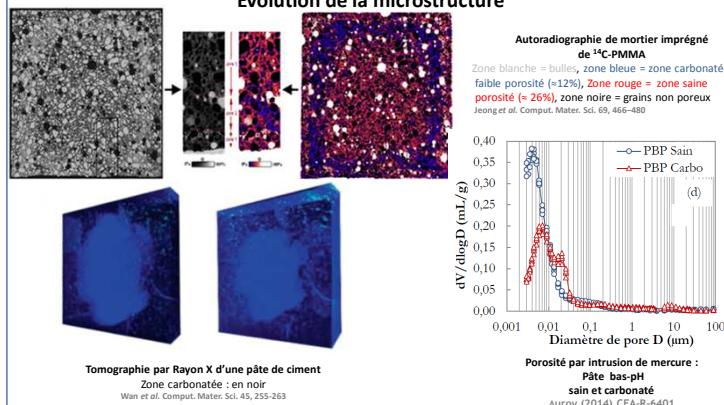 Evolution de la microstructure
Autoradiographie de mortier imprégné
de ¹⁴C-PMMA
Zone blanche = bulles, zone bleue = zone carbonaté
faible porosité (≈12%), Zone rouge = zone saine
porosité (≈ 26%), zone noire = grains non poreux
Jeong et al. Comput. Mater. Sci. 69, 466–480
PBP Sain
PBP Carbo
(d)
dV/dlogD (mL/g)
0,40
0,35
0,30
0,25
0,20
0,15
0,10
0,05
0,00
0,001 0,01 0,1 1 10 100
Diamètre de pore D (µm)
Tomographie par Rayon X d'une pâte de ciment
Zone carbonatée : en noir
Wan et al. Comput. Mater. Sci. 45, 255-263
Porosité par intrusion de mercure :
Pâte bas-pH
sain et carbonaté
Auroy (2014) CEA-R-6401